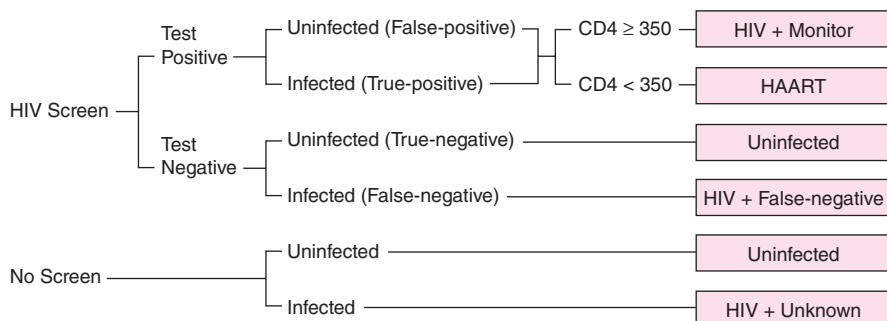 HIV Screen
Test
Positive
Uninfected (False-positive)
Infected (True-positive)
CD4 ≥ 350
HIV + Monitor
CD4 < 350
HAART
Test
Negative
Uninfected (True-negative)
Uninfected
Infected (False-negative)
HIV + False-negative
No Screen
Uninfected
Uninfected
Infected
HIV + Unknown